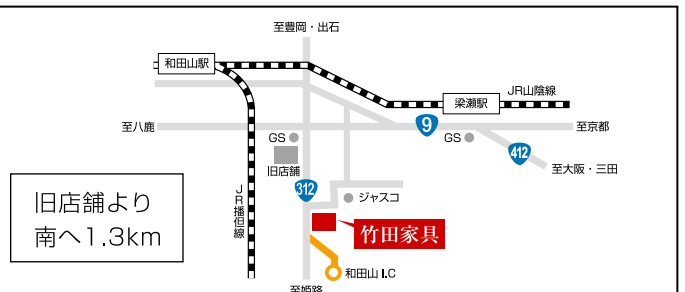 至豊岡・出石
和田山駅
JR山陰線
梁瀬駅
至八鹿
9
至京都
GS
GS
412
旧店舗
至大阪・三田
312
ジャスコ
JR播但線
旧店舗より
南へ1.3km
竹田家具
和田山I.C
至姫路